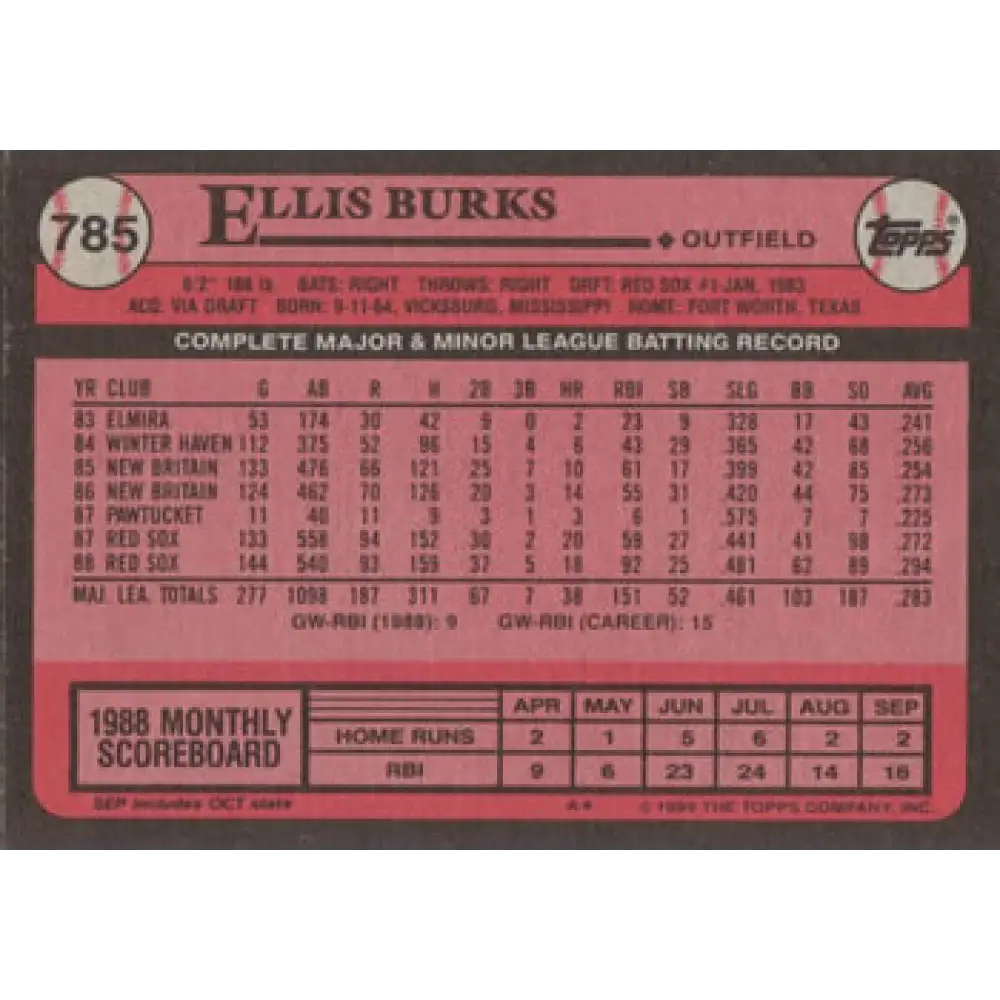 785
ELLIS BURKS
OUTFIELD
TOPPS®
6'2" 188 lb. BATS: RIGHT THROWS: RIGHT DRFT: RED SOX #1-JAN, 1983
ACQ. VIA DRAFT BORN: 9-11-64, VICKSBURG, MISSISSIPPI HOME: FORT WORTH, TEXAS
COMPLETE MAJOR & MINOR LEAGUE BATTING RECORD
YR CLUB G AB R H 2B 3B HR RBI SB SLG BB SO AVG
83 ELMIRA 53 174 30 42 9 0 2 23 9 .328 17 43 .241
84 WINTER HAVEN 112 375 52 96 15 4 6 43 29 .365 42 68 .256
85 NEW BRITAIN 133 476 66 121 25 7 10 61 17 .399 42 85 .254
86 NEW BRITAIN 124 462 70 126 20 3 14 55 31 .420 44 75 .273
87 PAWTUCKET 11 40 11 9 3 1 3 6 1 .575 7 7 .225
87 RED SOX 133 558 94 152 30 2 20 59 27 .441 41 98 .272
88 RED SOX 144 540 93 159 37 5 18 92 25 .481 62 89 .294
MAJ. LEA. TOTALS 277 1098 187 311 67 7 38 151 52 .461 103 187 .283
GW-RBI (1988): 9 GW-RBI (CAREER): 15
1988 MONTHLY SCOREBOARD
APR MAY JUN JUL AUG SEP
HOME RUNS 2 1 5 6 2 2
RBI 9 6 23 24 14 16
SEP includes OCT stats
A* © 1989 THE TOPPS COMPANY, INC.